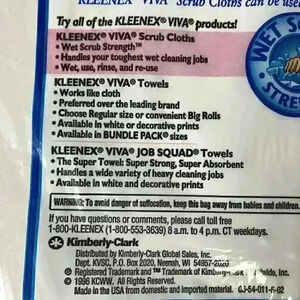 KLEENEX® VIVA® Scrub Cloths can be used
Try all of the KLEENEX® VIVA® products!
KLEENEX® VIVA® Scrub Cloths
• Wet Scrub Strength™
• Handles your toughest wet cleaning jobs
• Wet, use, rinse, and re-use
WET SC
STRE
KLEENEX® VIVA® Towels
• Works like cloth
• Preferred over the leading brand
• Choose Regular size or convenient Big Rolls
• Available in white or decorative prints
• Available in BUNDLE PACK® sizes
KLEENEX® VIVA® JOB SQUAD® Towels
• The Super Towel: Super Strong, Super Absorbent
• Handles a wide variety of heavy cleaning jobs
• Available in white and decorative prints
WARNING: To avoid danger of suffocation, keep this bag away from babies and children.
If you have questions or comments, please call toll free
1-800-KLEENEX (1-800-553-3639) 8 a.m. to 4 p.m. CT weekdays.
Kimberly-Clark
Distributed by Kimberly-Clark Global Sales, Inc.
Dept. KVSC, P.O. Box 2020, Neenah, WI 54957-2020
® Registered Trademark and ™ Trademark of Kimberly-
© 1996 KCWW. All Rights Reserved.
Made in the USA from domestic and imported material.